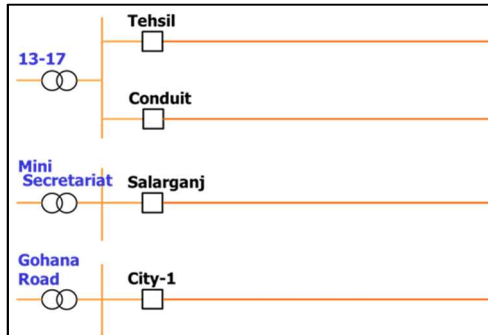 Tehsil
13-17
Conduit
Mini
Secretariat
Salarganj
Gohana
Road
City-1